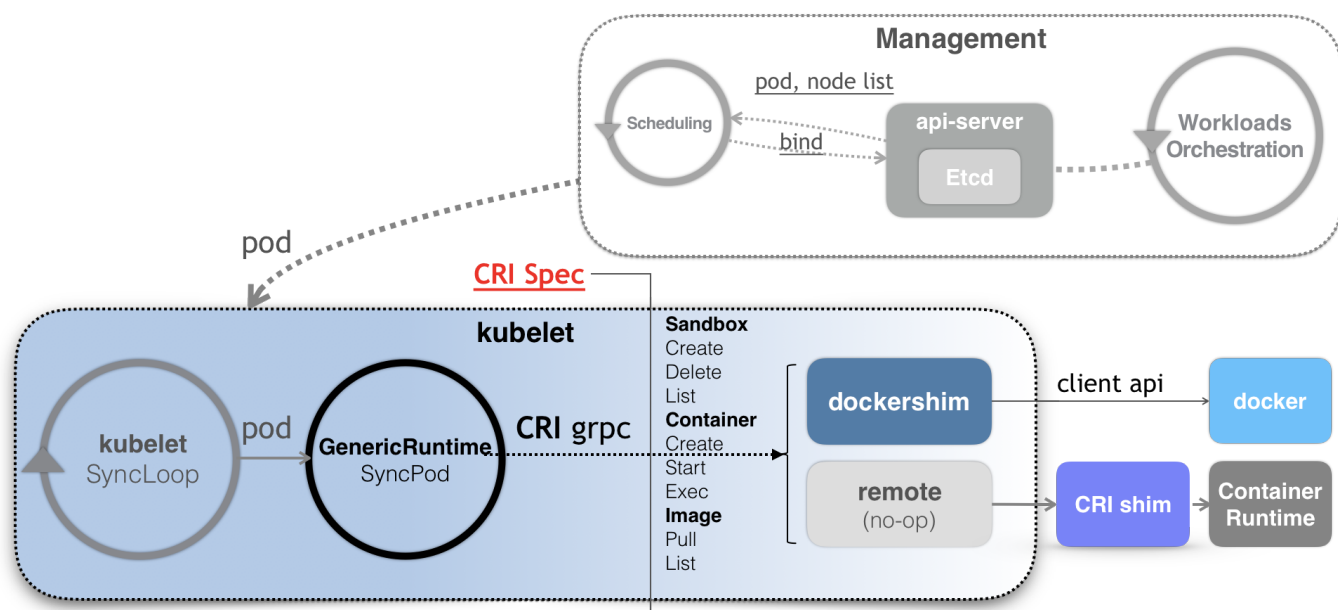 Management
pod, node list
Scheduling
bind
api-server
Etcd
Workloads
Orchestration
pod
CRI Spec
kubelet
kubelet
SyncLoop
pod
GenericRuntime
SyncPod
CRI grpc
Sandbox
Create
Delete
List
Container
Create
Start
Exec
Image
Pull
List
dockershim
remote
(no-op)
client api
docker
CRI shim
Container
Runtime